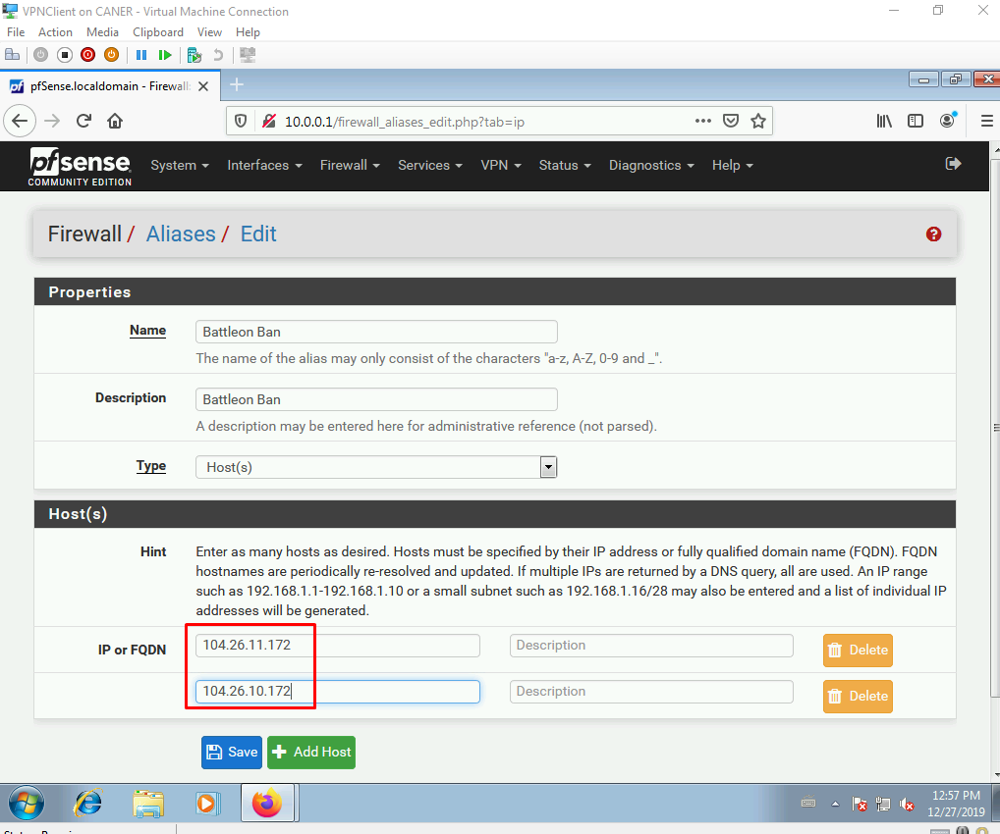 VPNClient on CANER - Virtual Machine Connection
File Action Media Clipboard View Help
pfSense.localdomain - Firewall:
10.0.0.1/firewall_aliases_edit.php?tab=ip
pfsense
COMMUNITY EDITION
System Interfaces Firewall Services VPN Status Diagnostics Help
Firewall / Aliases / Edit
Properties
Name
Battleon Ban
The name of the alias may only consist of the characters "a-z, A-Z, 0-9 and _".
Description
Battleon Ban
A description may be entered here for administrative reference (not parsed).
Type
Host(s)
Host(s)
Hint
Enter as many hosts as desired. Hosts must be specified by their IP address or fully qualified domain name (FQDN). FQDN
hostnames are periodically re-resolved and updated. If multiple IPs are returned by a DNS query, all are used. An IP range
such as 192.168.1.1-192.168.1.10 or a small subnet such as 192.168.1.16/28 may also be entered and a list of individual IP
addresses will be generated.
IP or FQDN
104.26.11.172 Description Delete
104.26.10.172 Description Delete
Save Add Host
12:57 PM
12/27/2019